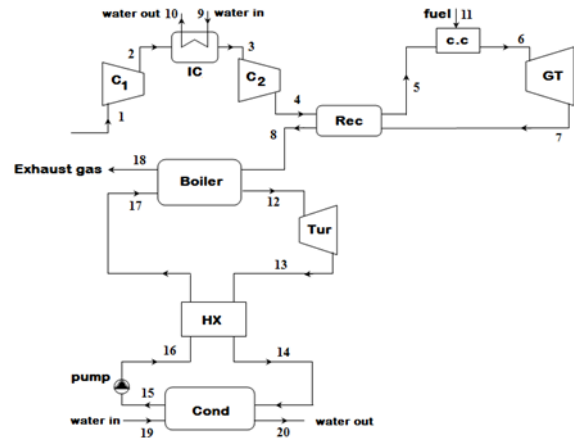 water out 10 9 water in
fuel 11
2 3 c.c 6
IC
C1 C2 GT
4 5
1
Rec
8 7
18
Exhaust gas
Boiler
17 12
Tur
13
HX
16 14
pump
15
Cond
water in water out
19 20